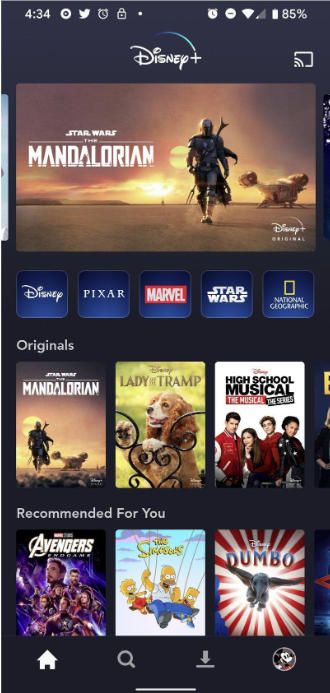 4:34
85%
Disney+
STAR WARS
THE
MANDALORIAN
Disney+
ORIGINAL
Disney
PIXAR
MARVEL
STAR
WARS
NATIONAL
GEOGRAPHIC
Originals
STAR WARS
THE
MANDALORIAN
Disney
LADY AND THE TRAMP
Disney
HIGH SCHOOL
MUSICAL
THE MUSICAL THE SERIES
Recommended For You
MARVEL STUDIOS
AVENGERS
ENDGAME
THE
SIMPSONS
Disney
DUMBO